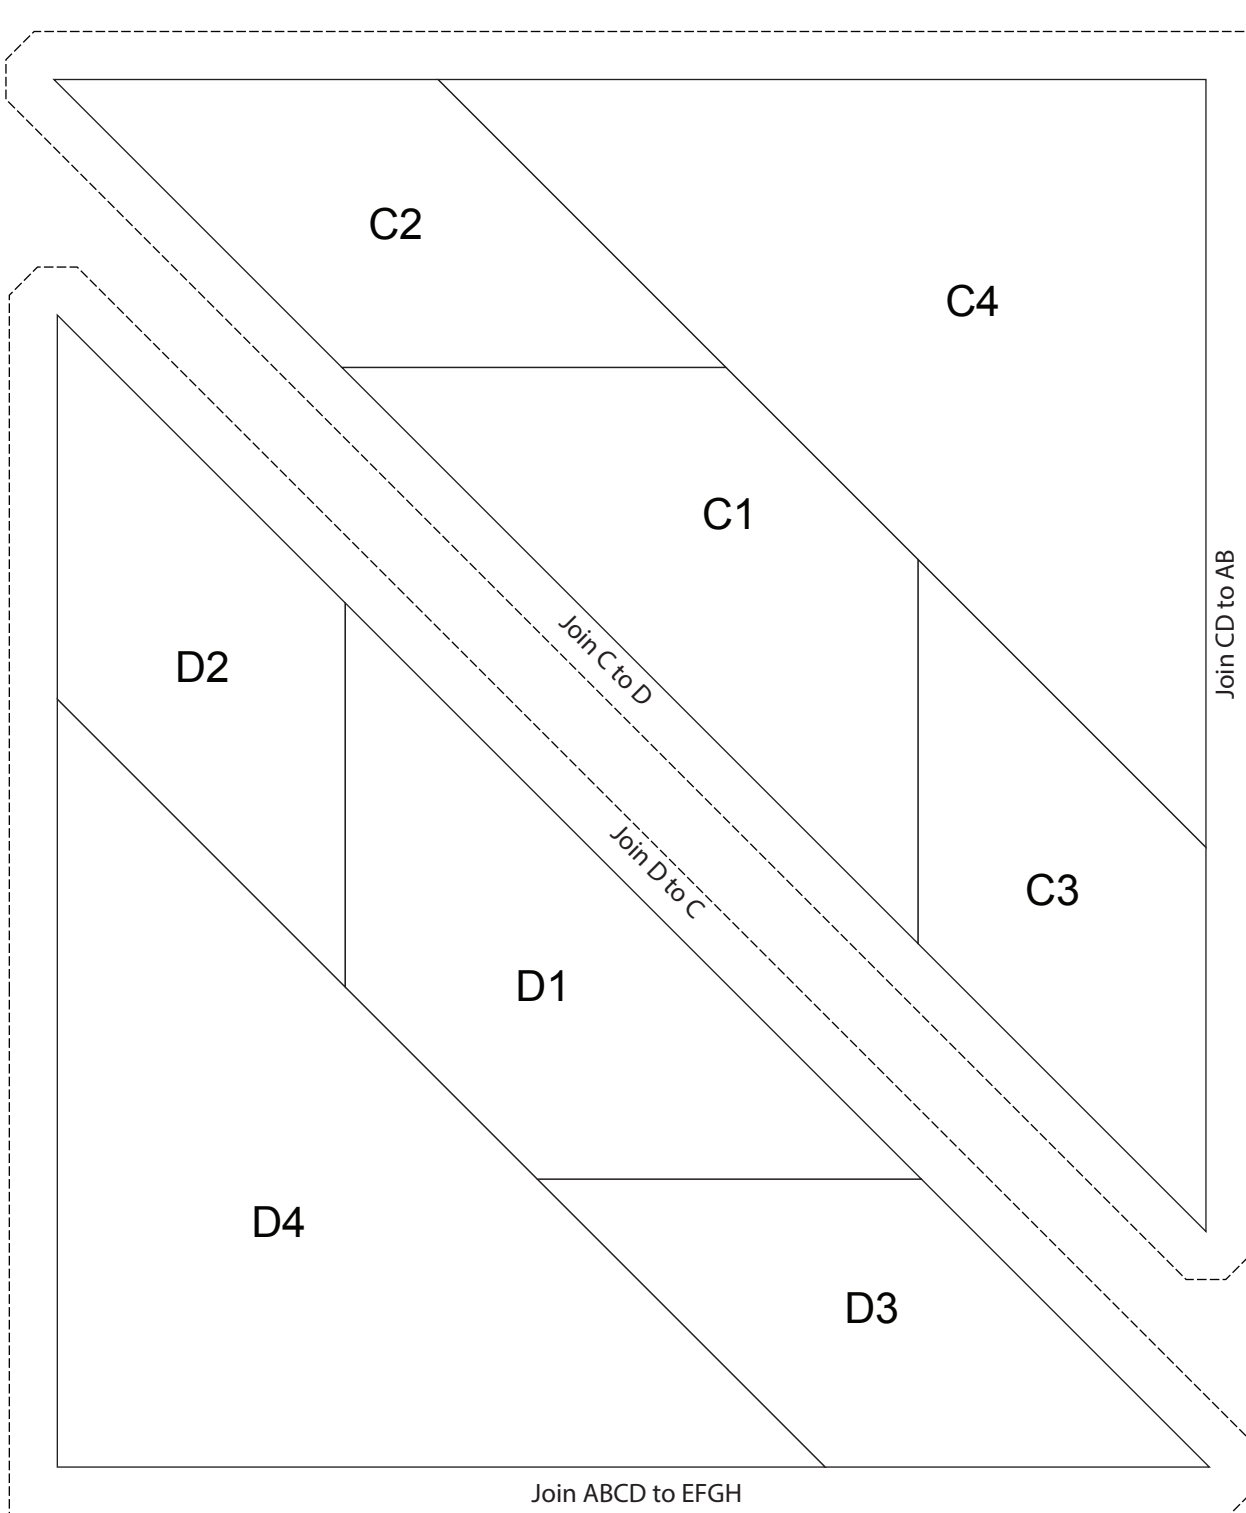 C2
C4
C1
Join CD to AB
Join C to D
D2
Join D to C
C3
D1
D4
D3
Join ABCD to EFGH